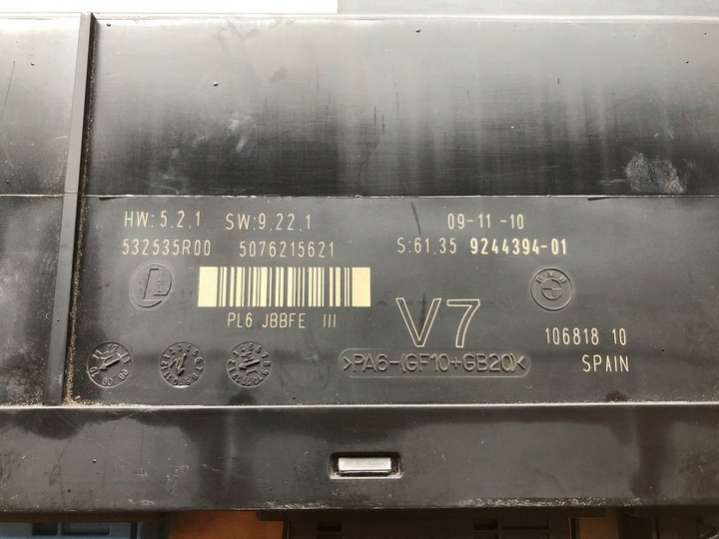 HW:5.2.1 SW:9.22.1 09-11-10
532535R00 5076215621 S:61.35 9244394-01
L BMW
PL6 JBBFE III V7 106818 10
>PA6-(GF10+GB20)< SPAIN